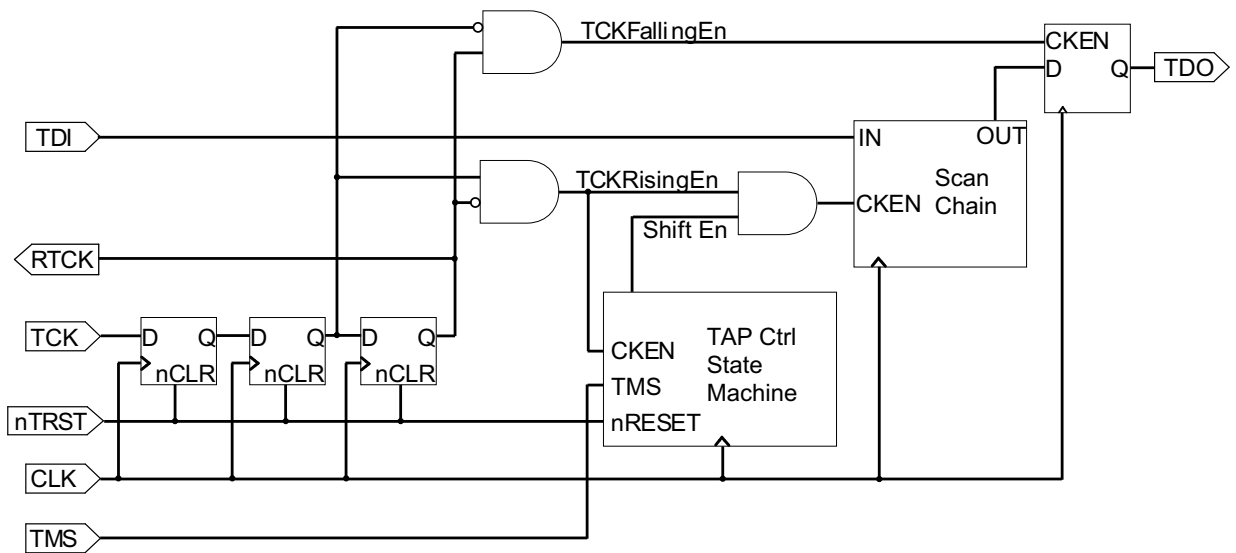 TCKFallingEn
CKEN
D Q
TDO
TDI
IN
OUT
TCKRisingEn
Scan
Chain
CKEN
Shift En
RTCK
TCK
D Q
D Q
D Q
nCLR
nCLR
nCLR
CKEN
TAP Ctrl
State
Machine
TMS
nRESET
nTRST
CLK
TMS